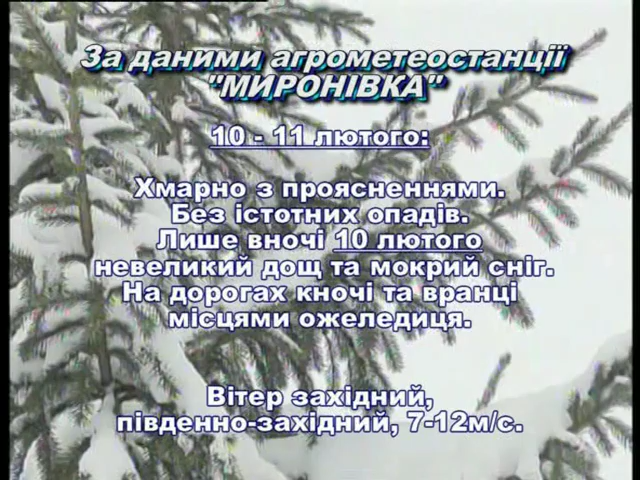 За даними агрометеостанції
"МИРОНІВКА"
10 - 11 лютого:
Хмарно з проясненнями.
Без істотних опадів.
Лише вночі 10 лютого
невеликий дощ та мокрий сніг.
На дорогах кночі та вранці
місцями ожеледиця.
Вітер західний,
південно-західний, 7-12м/с.